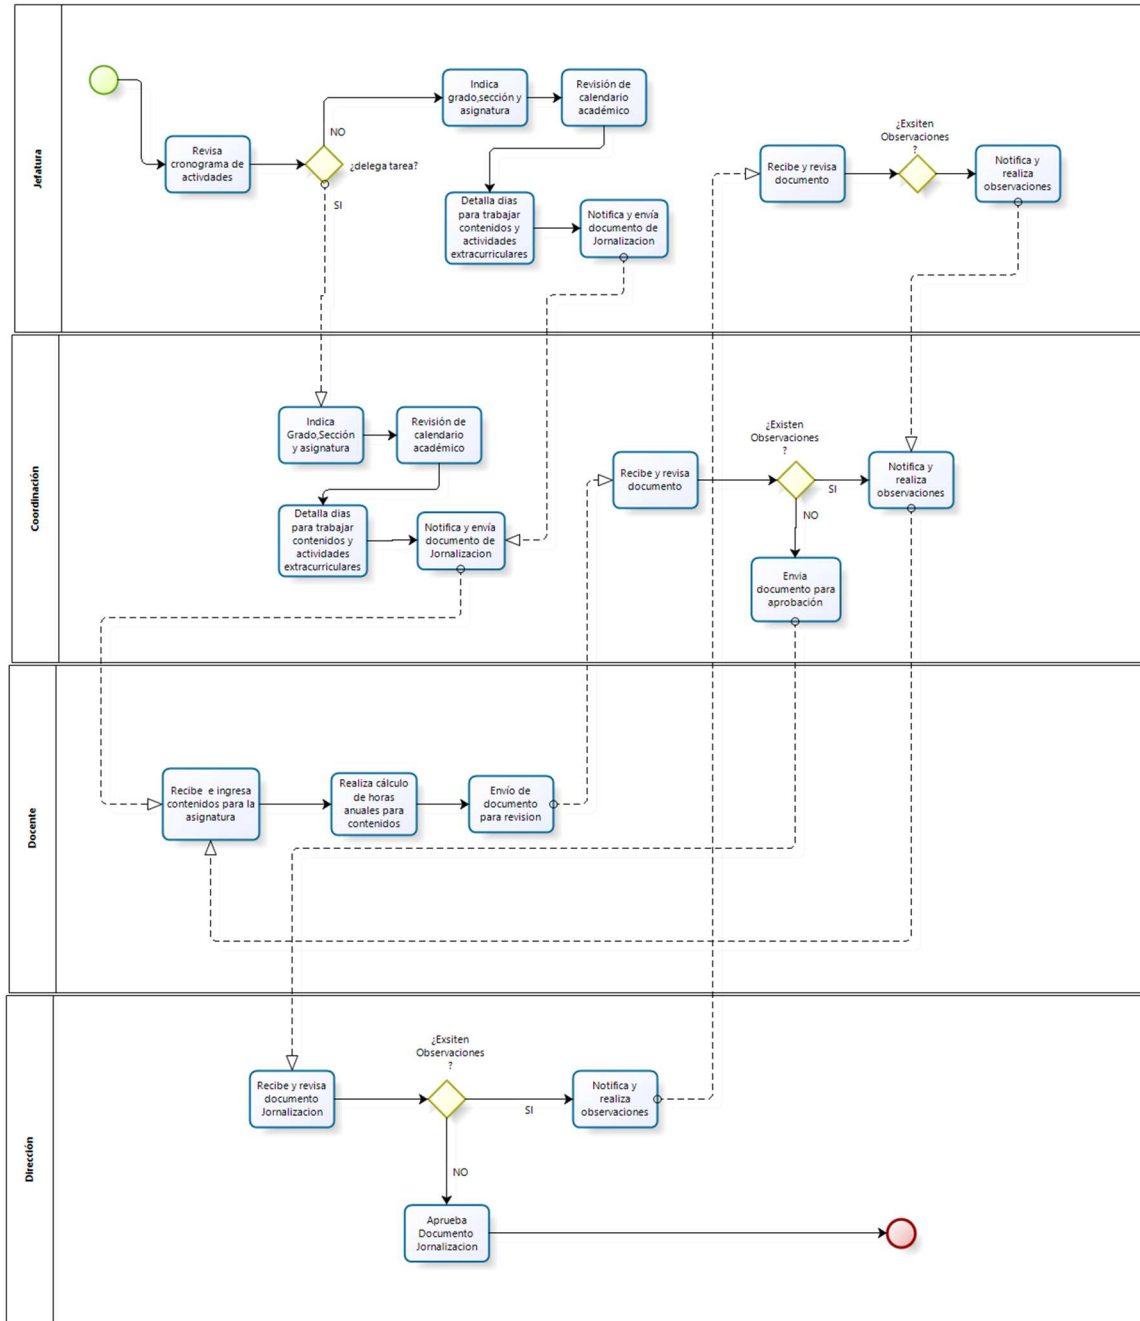 Jefatura
Revisa
cronograma de
actividades
NO
¿delega tarea?
SI
Indica
grado,sección y
asignatura
Revisión de
calendario
académico
Detalla dias
para trabajar
contenidos y
actividades
extracurriculares
Notifica y envía
documento de
Jornalizacion
Recibe y revisa
documento
¿Exsiten
Observaciones
?
Notifica y
realiza
observaciones
Coordinación
Indica
Grado,Sección
y asignatura
Revisión de
calendario
académico
Detalla dias
para trabajar
contenidos y
actividades
extracurriculares
Notifica y envía
documento de
Jornalizacion
Recibe y revisa
documento
¿Existen
Observaciones
?
SI
NO
Notifica y
realiza
observaciones
Envia
documento para
aprobación
Docente
Recibe e ingresa
contenidos para la
asignatura
Realiza cálculo
de horas
anuales para
contenidos
Envío de
documento
para revision
Dirección
Recibe y revisa
documento
Jornalizacion
¿Exsiten
Observaciones
?
SI
NO
Notifica y
realiza
observaciones
Aprueba
Documento
Jornalizacion